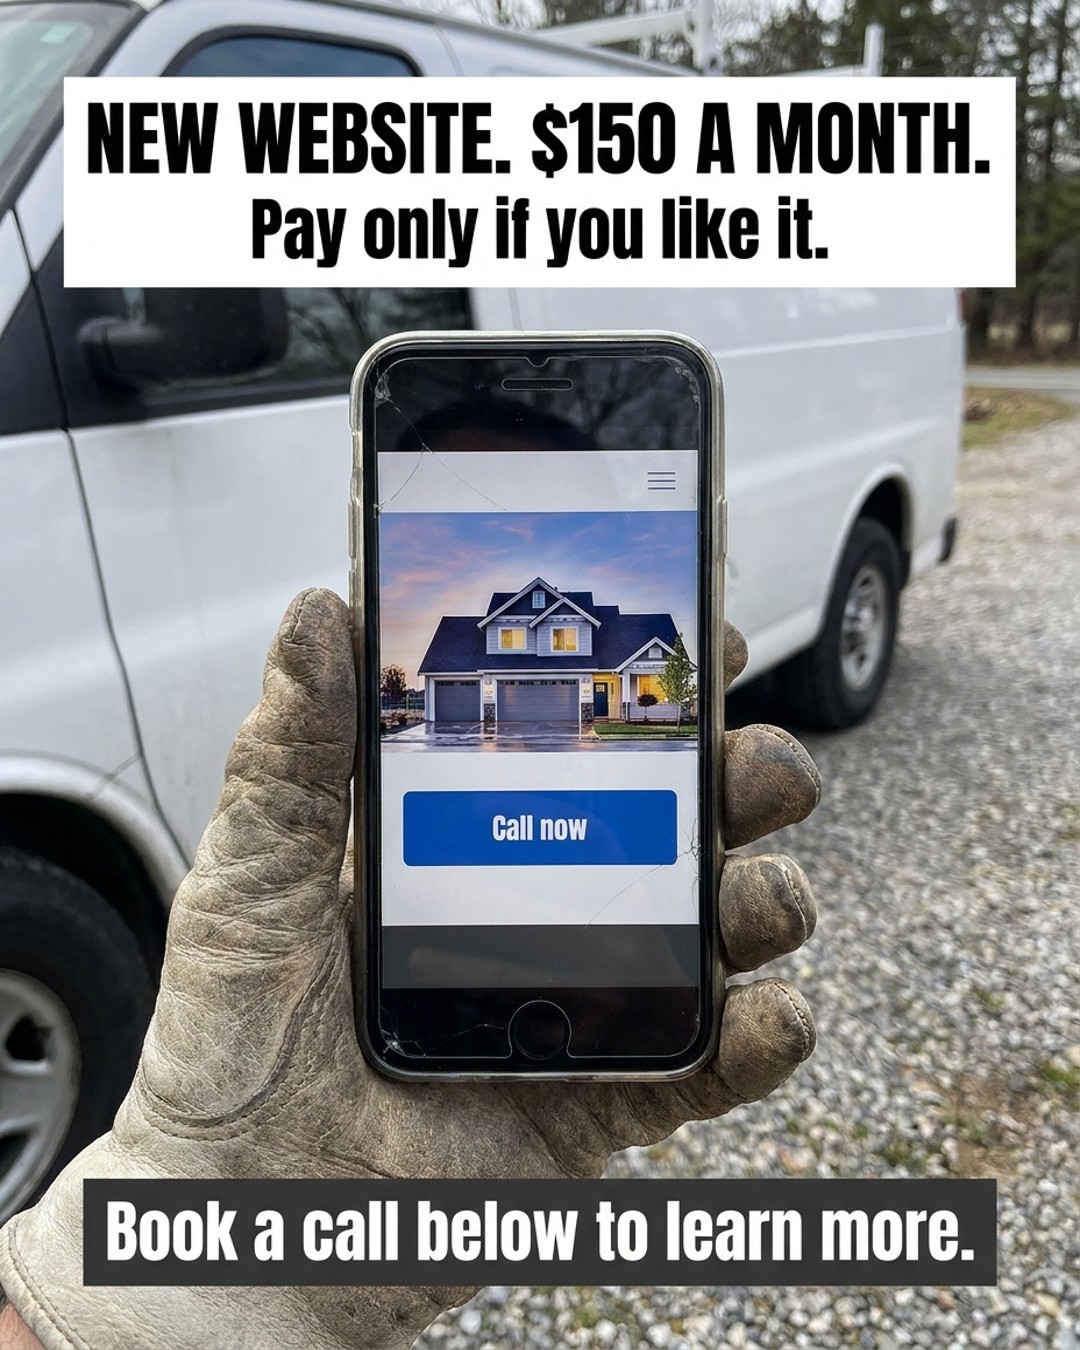 NEW WEBSITE. $150 A MONTH.
Pay only if you like it.
Call now
Book a call below to learn more.